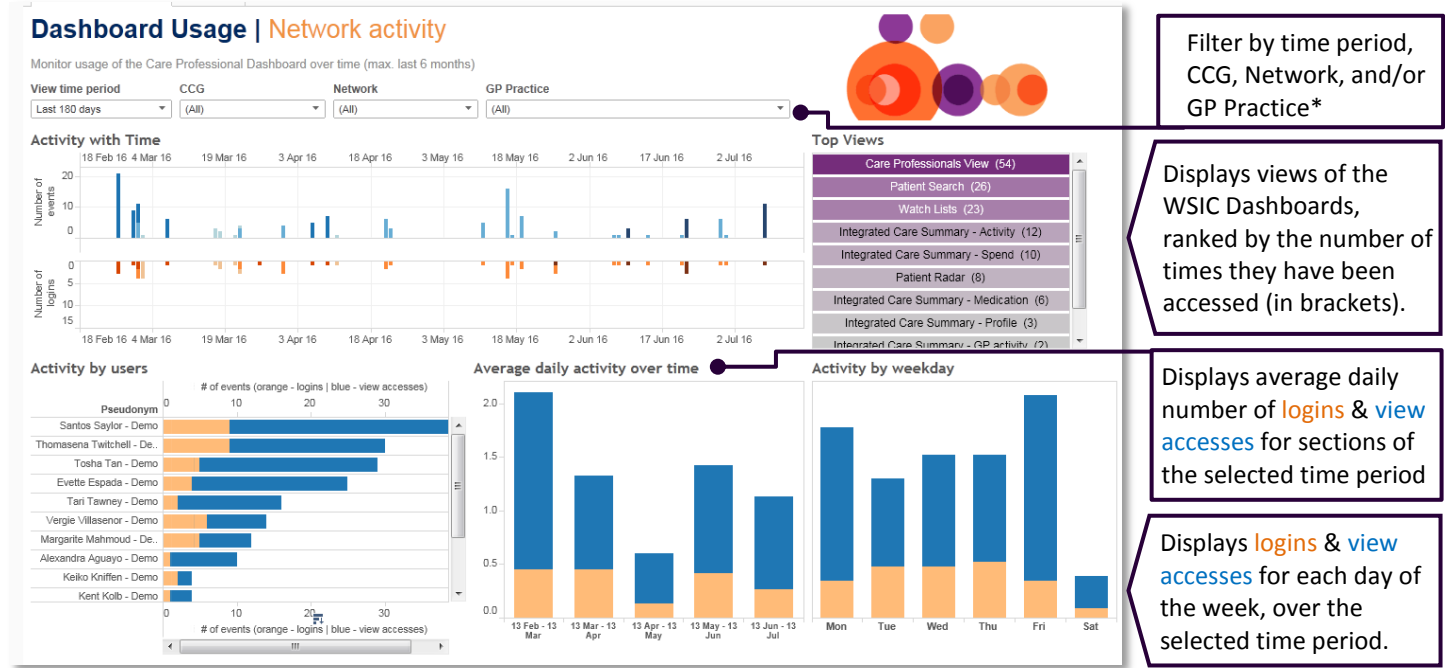 Dashboard Usage | Network activity
Monitor usage of the Care Professional Dashboard over time (max. last 6 months)
View time period CCG Network GP Practice
Last 180 days (All) (All) (All)
Activity with Time
18 Feb 16 4 Mar 16 19 Mar 16 3 Apr 16 18 Apr 16 3 May 16 18 May 16 2 Jun 16 17 Jun 16 2 Jul 16
Number of
events
20
10
0
Number of
logins
0
5
10
15
18 Feb 16 4 Mar 16 19 Mar 16 3 Apr 16 18 Apr 16 3 May 16 18 May 16 2 Jun 16 17 Jun 16 2 Jul 16
Top Views
Care Professionals View (54)
Patient Search (26)
Watch Lists (23)
Integrated Care Summary - Activity (12)
Integrated Care Summary - Spend (10)
Patient Radar (8)
Integrated Care Summary - Medication (6)
Integrated Care Summary - Profile (3)
Integrated Care Summary - GP activity (2)
Activity by users
# of events (orange - logins | blue - view accesses)
Pseudonym 0 10 20 30
Santos Saylor - Demo
Thomasena Twitchell - De..
Tosha Tan - Demo
Evette Espada - Demo
Tari Tawney - Demo
Vergie Villasenor - Demo
Margarite Mahmoud - De..
Alexandra Aguayo - Demo
Keiko Kniffen - Demo
Kent Kolb - Demo
0 10 20 30
# of events (orange - logins | blue - view accesses)
Average daily activity over time
2.0
1.5
1.0
0.5
0.0
13 Feb - 13
Mar
13 Mar - 13
Apr
13 Apr - 13
May
13 May - 13
Jun
13 Jun - 13
Jul
Activity by weekday
Mon Tue Wed Thu Fri Sat
Filter by time period,
CCG, Network, and/or
GP Practice*
Displays views of the
WSIC Dashboards,
ranked by the number of
times they have been
accessed (in brackets).
Displays average daily
number of logins & view
accesses for sections of
the selected time period
Displays logins & view
accesses for each day of
the week, over the
selected time period.